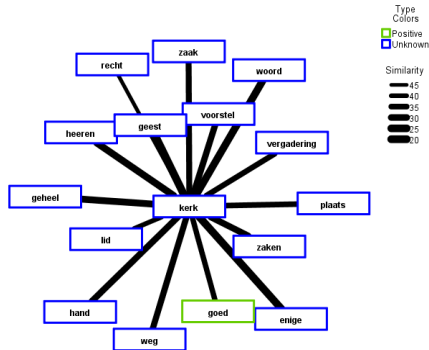 Type
Colors
Positive
Unknown
Similarity
45
40
35
30
25
20
zaak
recht
woord
geest
voorstel
heeren
vergadering
geheel
kerk
plaats
lid
zaken
hand
goed
enige
weg